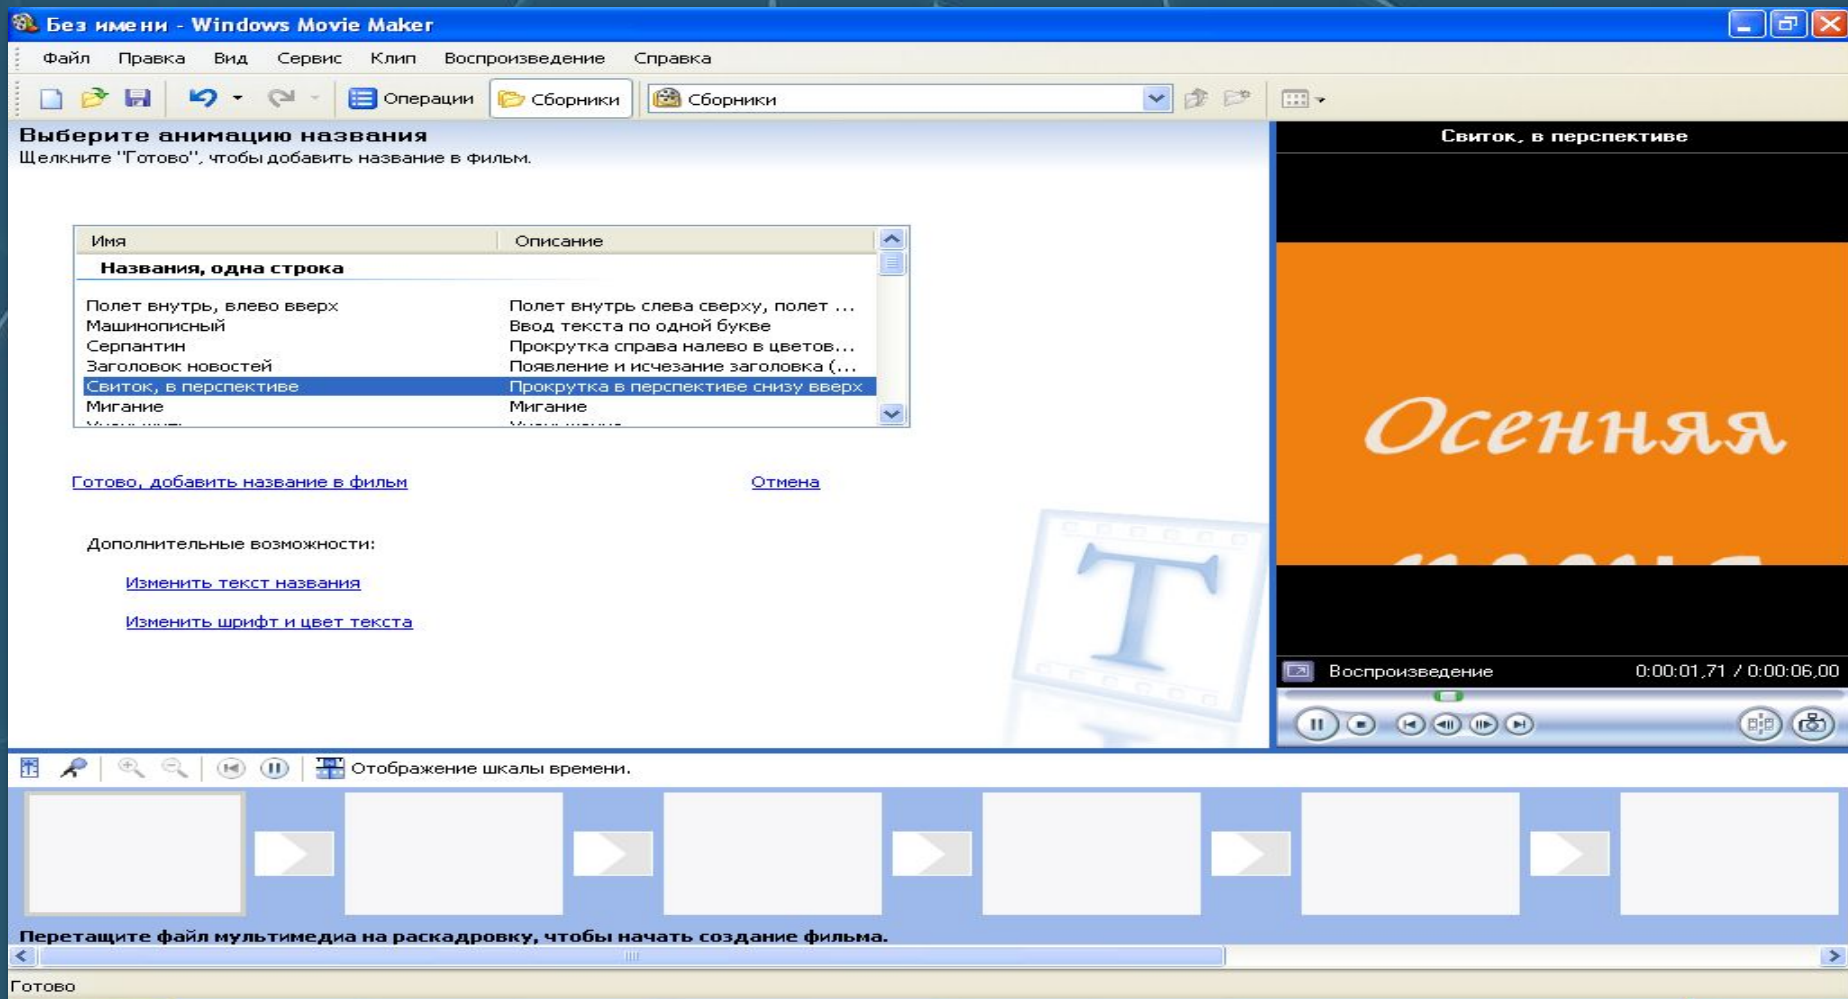 Без имени - Windows Movie Maker
Файл Правка Вид Сервис Клип Воспроизведение Справка
Операции Сборники Сборники
Выберите анимацию названия
Щелкните "Готово", чтобы добавить название в фильм.
Имя Описание
Названия, одна строка
Полет внутрь, влево вверх Полет внутрь слева сверху, полет ...
Машинописный Ввод текста по одной букве
Серпантин Прокрутка справа налево в цветов...
Заголовок новостей Появление и исчезание заголовка (...
Свиток, в перспективе Прокрутка в перспективе снизу вверх
Мигание Мигание
Готово, добавить название в фильм Отмена
Дополнительные возможности:
Изменить текст названия
Изменить шрифт и цвет текста
T
Свиток, в перспективе
Осенняя
Воспроизведение 0:00:01,71 / 0:00:06,00
Отображение шкалы времени.
Перетащите файл мультимедиа на раскадровку, чтобы начать создание фильма.
Готово